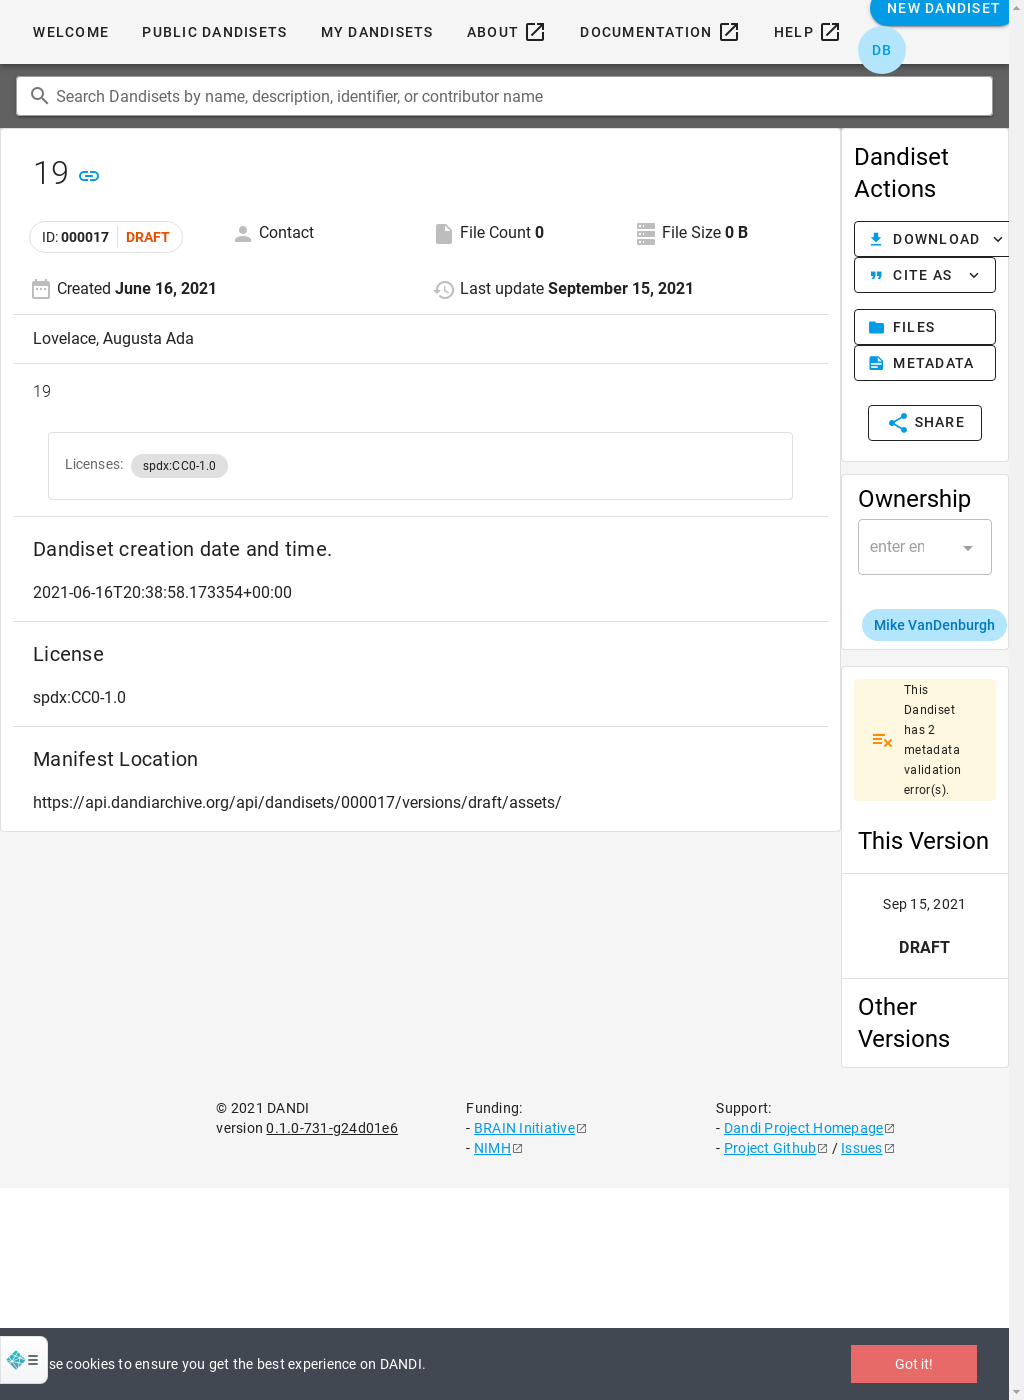 WELCOME PUBLIC DANDISETS MY DANDISETS ABOUT DOCUMENTATION HELP NEW DANDISET
DB
Search Dandisets by name, description, identifier, or contributor name
19
ID: 000017 DRAFT Contact File Count 0 File Size 0 B
Created June 16, 2021 Last update September 15, 2021
Lovelace, Augusta Ada
19
Licenses: spdx:CC0-1.0
Dandiset creation date and time.
2021-06-16T20:38:58.173354+00:00
License
spdx:CC0-1.0
Manifest Location
https://api.dandiarchive.org/api/dandisets/000017/versions/draft/assets/
Dandiset
Actions
DOWNLOAD
CITE AS
FILES
METADATA
SHARE
Ownership
enter en
Mike VanDenburgh
This
Dandiset
has 2
metadata
validation
error(s).
This Version
Sep 15, 2021
DRAFT
Other
Versions
© 2021 DANDI
version 0.1.0-731-g24d01e6
Funding:
- BRAIN Initiative
- NIMH
Support:
- Dandi Project Homepage
- Project Github / Issues
se cookies to ensure you get the best experience on DANDI.
Got it!